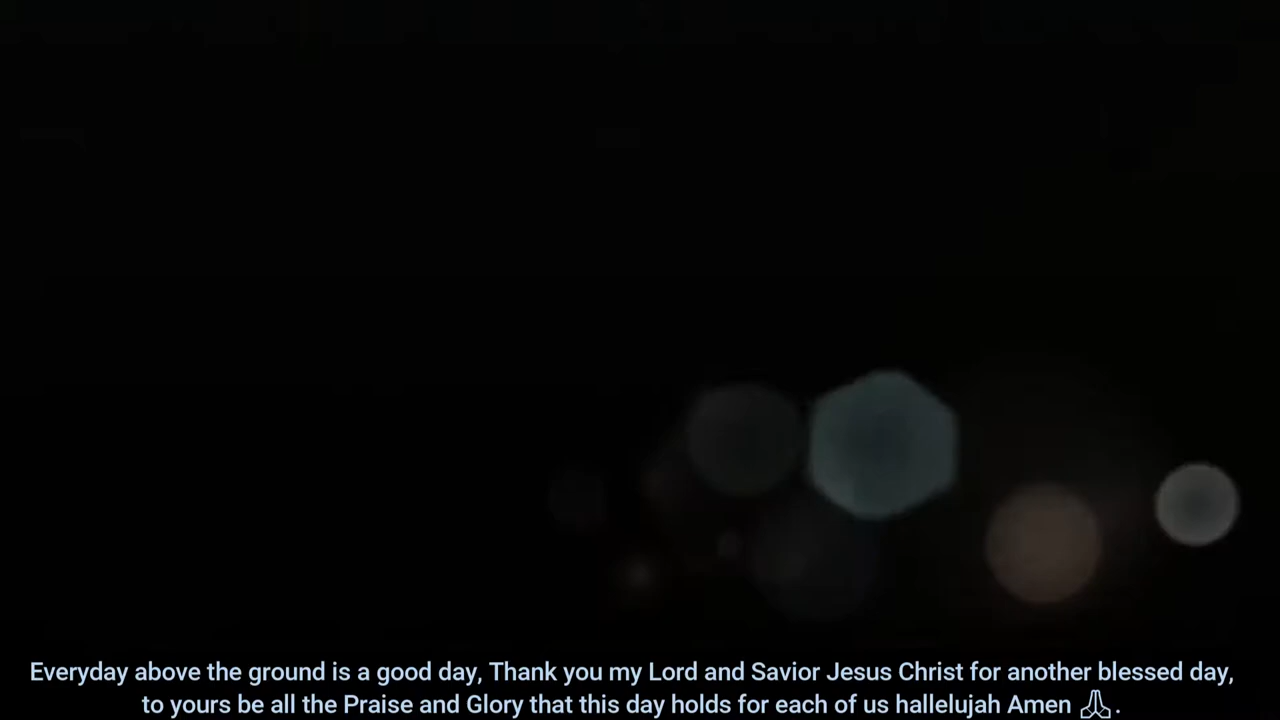 Everyday above the ground is a good day, Thank you my Lord and Savior Jesus Christ for another blessed day,
to yours be all the Praise and Glory that this day holds for each of us hallelujah Amen 🙏.